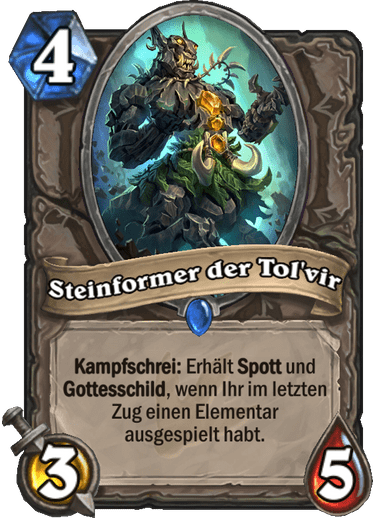 4
Steinformer der Tol'vir
Kampfschrei: Erhält Spott und
Gottesschild, wenn Ihr im letzten
Zug einen Elementar
ausgespielt habt.
3
5